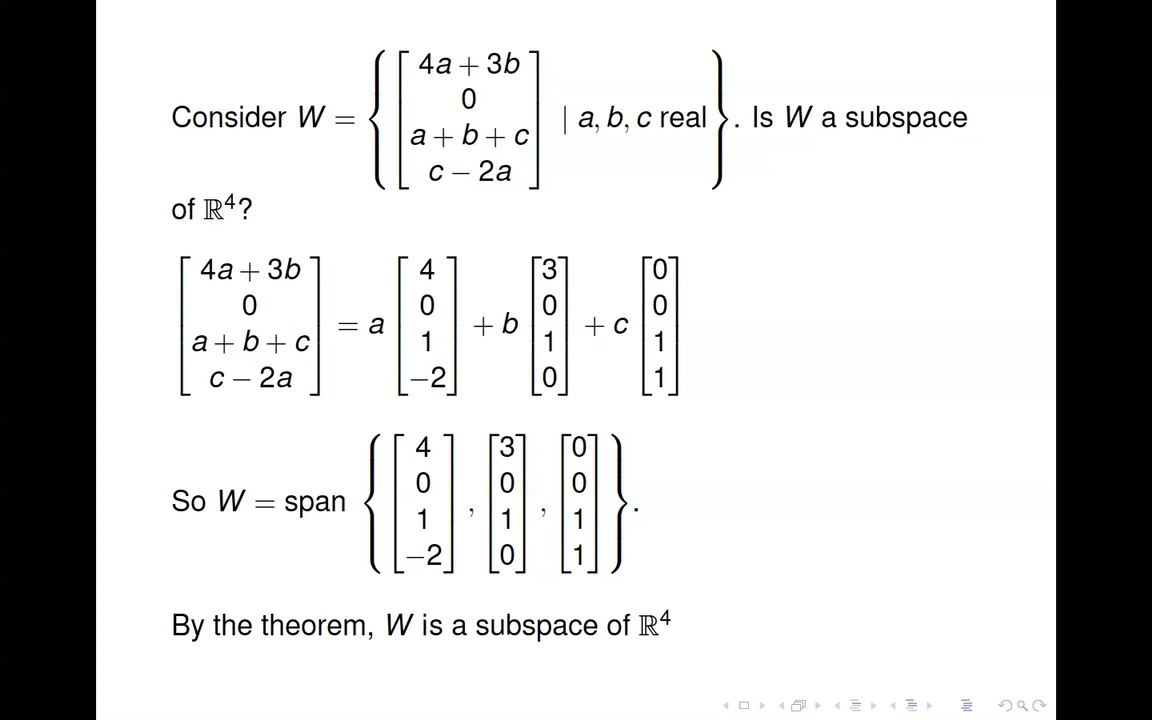 Consider W = { [ 4a + 3b
0
a + b + c
c − 2a ] | a, b, c real } . Is W a subspace
of ℝ⁴?
[ 4a + 3b
0
a + b + c
c − 2a ] = a [ 4
0
1
−2 ] + b [ 3
0
1
0 ] + c [ 0
0
1
1 ]
So W = span { [ 4
0
1
−2 ] , [ 3
0
1
0 ] , [ 0
0
1
1 ] } .
By the theorem, W is a subspace of ℝ⁴